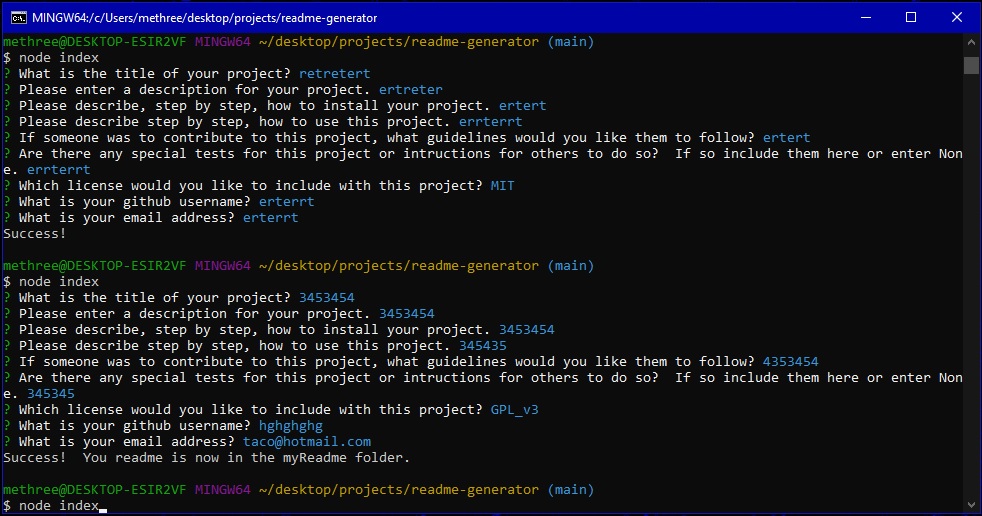 MINGW64:/c/Users/methree/desktop/projects/readme-generator
methree@DESKTOP-ESIR2VF MINGW64 ~/desktop/projects/readme-generator (main)
$ node index
? What is the title of your project? retretert
? Please enter a description for your project. ertreter
? Please describe, step by step, how to install your project. ertert
? Please describe step by step, how to use this project. errterrt
? If someone was to contribute to this project, what guidelines would you like them to follow? ertert
? Are there any special tests for this project or intructions for others to do so?  If so include them here or enter Non
e. errterrt
? Which license would you like to include with this project? MIT
? What is your github username? erterrt
? What is your email address? erterrt
Success!
methree@DESKTOP-ESIR2VF MINGW64 ~/desktop/projects/readme-generator (main)
$ node index
? What is the title of your project? 3453454
? Please enter a description for your project. 3453454
? Please describe, step by step, how to install your project. 3453454
? Please describe step by step, how to use this project. 345435
? If someone was to contribute to this project, what guidelines would you like them to follow? 4353454
? Are there any special tests for this project or intructions for others to do so?  If so include them here or enter Non
e. 345345
? Which license would you like to include with this project? GPL_v3
? What is your github username? hghghghg
? What is your email address? taco@hotmail.com
Success!  You readme is now in the myReadme folder.
methree@DESKTOP-ESIR2VF MINGW64 ~/desktop/projects/readme-generator (main)
$ node index